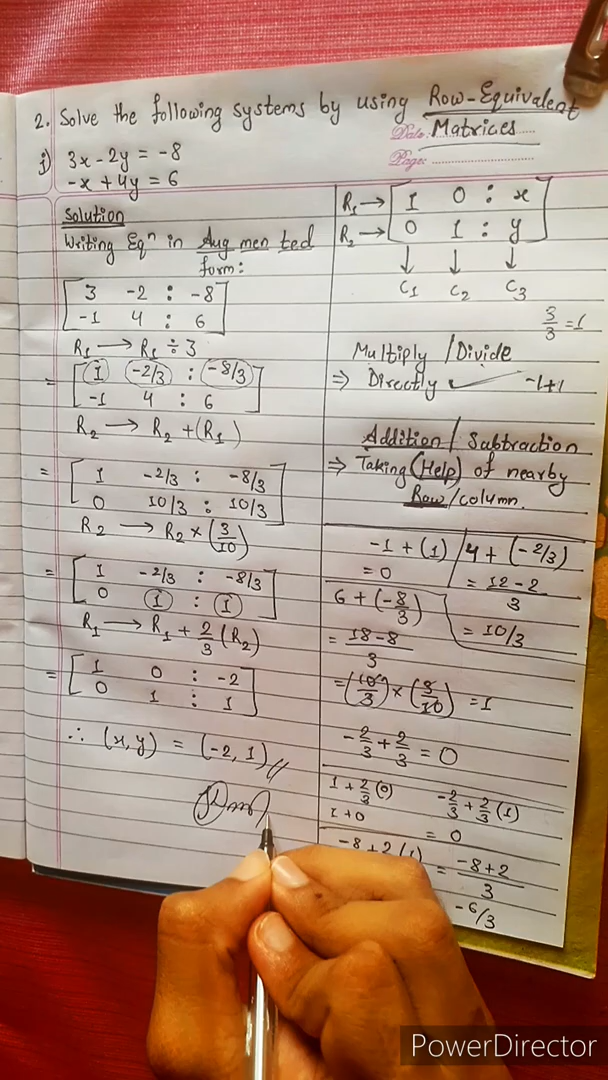 2. Solve the following systems by using Row-Equivalent Matrices
Date: ..........
Page: ..........
i) 3x - 2y = -8
-x + 4y = 6
Solution
Writing Eqⁿ in Augmented
form:
[ 3 -2 : -8 ]
[ -1 4 : 6 ]
R₁ → R₁ ÷ 3
= [ 1 -2/3 : -8/3 ]
[ -1 4 : 6 ]
R₂ → R₂ + (R₁)
= [ 1 -2/3 : -8/3 ]
[ 0 10/3 : 10/3 ]
R₂ → R₂ × (3/10)
= [ 1 -2/3 : -8/3 ]
[ 0 1 : 1 ]
R₁ → R₁ + 2/3 (R₂)
= [ 1 0 : -2 ]
[ 0 1 : 1 ]
∴ (x, y) = (-2, 1)//
R₁ → [ 1 0 : x ]
R₂ → [ 0 1 : y ]
↓ ↓ ↓
C₁ C₂ C₃
3/3 = 1
Multiply / Divide
⇒ Directly ✓ -1+1
Addition / Subtraction
⇒ Taking (Help) of nearby
Row/column.
-1 + (1)
= 0
4 + (-2/3)
= 12-2/3
= 10/3
6 + (-8/3)
= 18-8/3
= (10/3) × (3/10) = 1
-2/3 + 2/3 = 0
1 + 2/3 (0)
1 + 0
-2/3 + 2/3 (1)
= 0
-8 + 2 (1) = -8+2/3
-6/3
PowerDirector